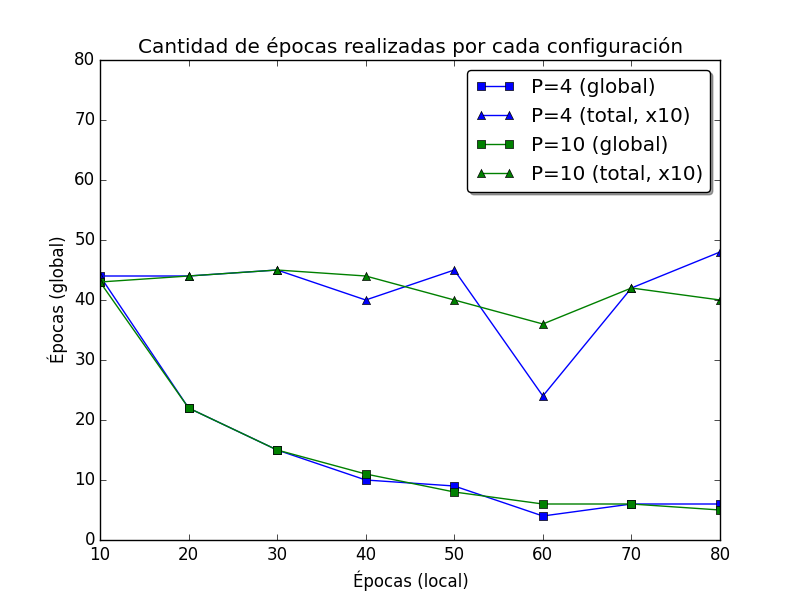 Cantidad de épocas realizadas por cada configuración
80
70
60
50
40
30
20
10
0
Épocas (global)
P=4 (global)
P=4 (total, x10)
P=10 (global)
P=10 (total, x10)
10 20 30 40 50 60 70 80
Épocas (local)